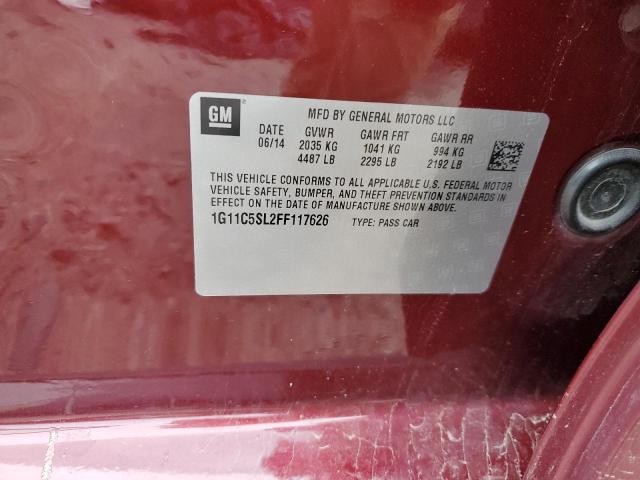 GM
MFD BY GENERAL MOTORS LLC
DATE GVWR GAWR FRT GAWR RR
06/14 2035 KG 1041 KG 994 KG
4487 LB 2295 LB 2192 LB
THIS VEHICLE CONFORMS TO ALL APPLICABLE U.S. FEDERAL MOTOR
VEHICLE SAFETY, BUMPER, AND THEFT PREVENTION STANDARDS IN
EFFECT ON THE DATE OF MANUFACTURE SHOWN ABOVE.
1G11C5SL2FF117626 TYPE: PASS CAR